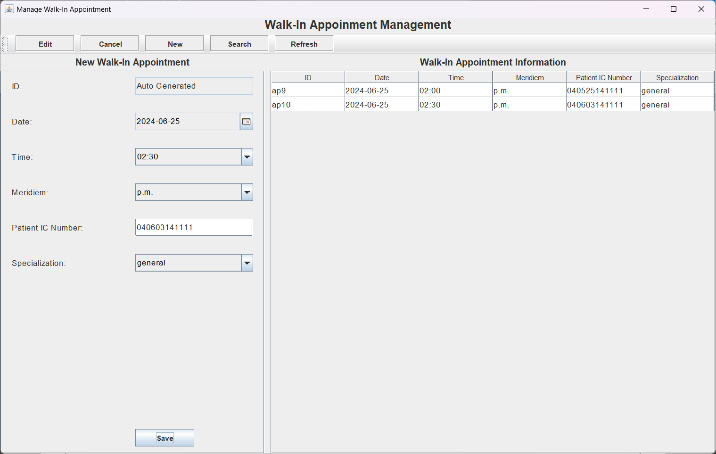 Manage Walk-In Appointment
Walk-In Appoinment Management
Edit Cancel New Search Refresh
New Walk-In Appointment
Walk-In Appointment Information
ID Auto Generated
Date: 2024-06-25
Time: 02:30
Meridiem: p.m.
Patient IC Number: 040603141111
Specialization: general
Save
ID Date Time Meridiem Patient IC Number Specialization
ap9 2024-06-25 02:00 p.m. 040525141111 general
ap10 2024-06-25 02:30 p.m. 040603141111 general